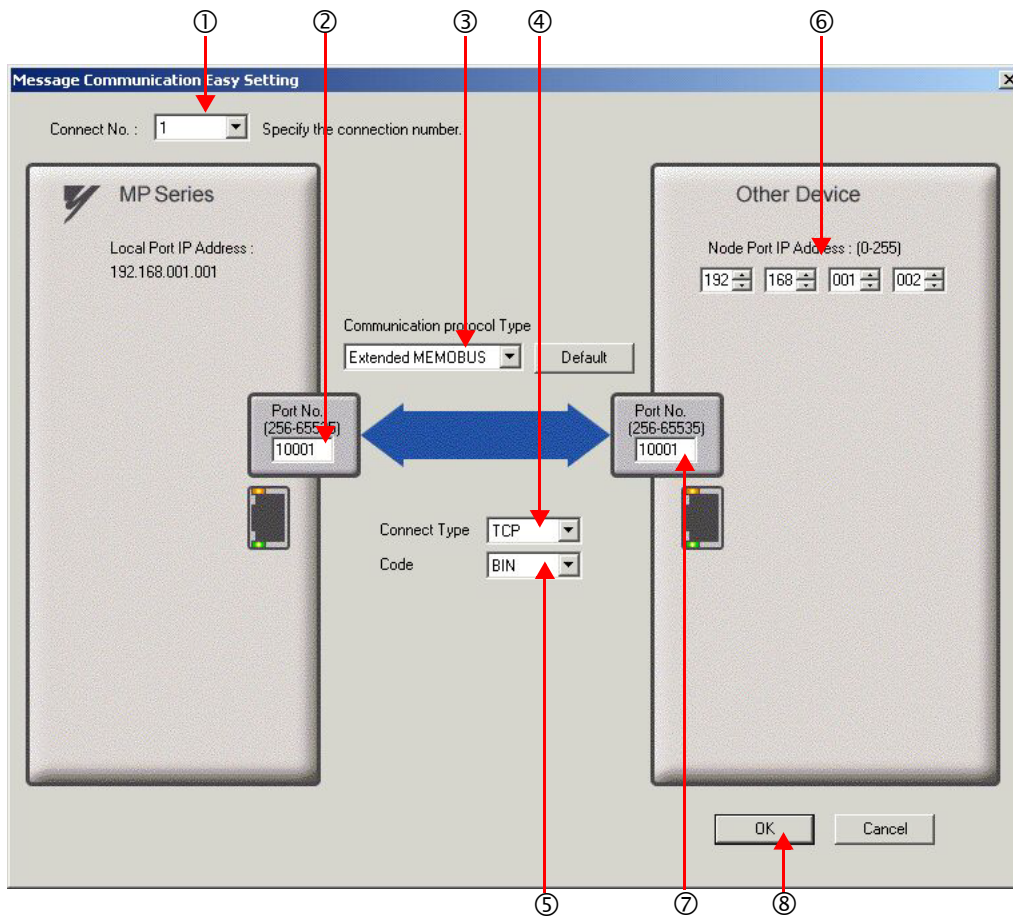 ① ② ③ ④ ⑥
Message Communication Easy Setting
Connect No. : 1 Specify the connection number.
MP Series
Local Port IP Address :
192.168.001.001
Other Device
Node Port IP Address : (0-255)
192 168 001 002
Communication protocol Type
Extended MEMOBUS Default
Port No.
(256-65535)
10001
Port No.
(256-65535)
10001
Connect Type TCP
Code BIN
OK Cancel
⑤ ⑦ ⑧